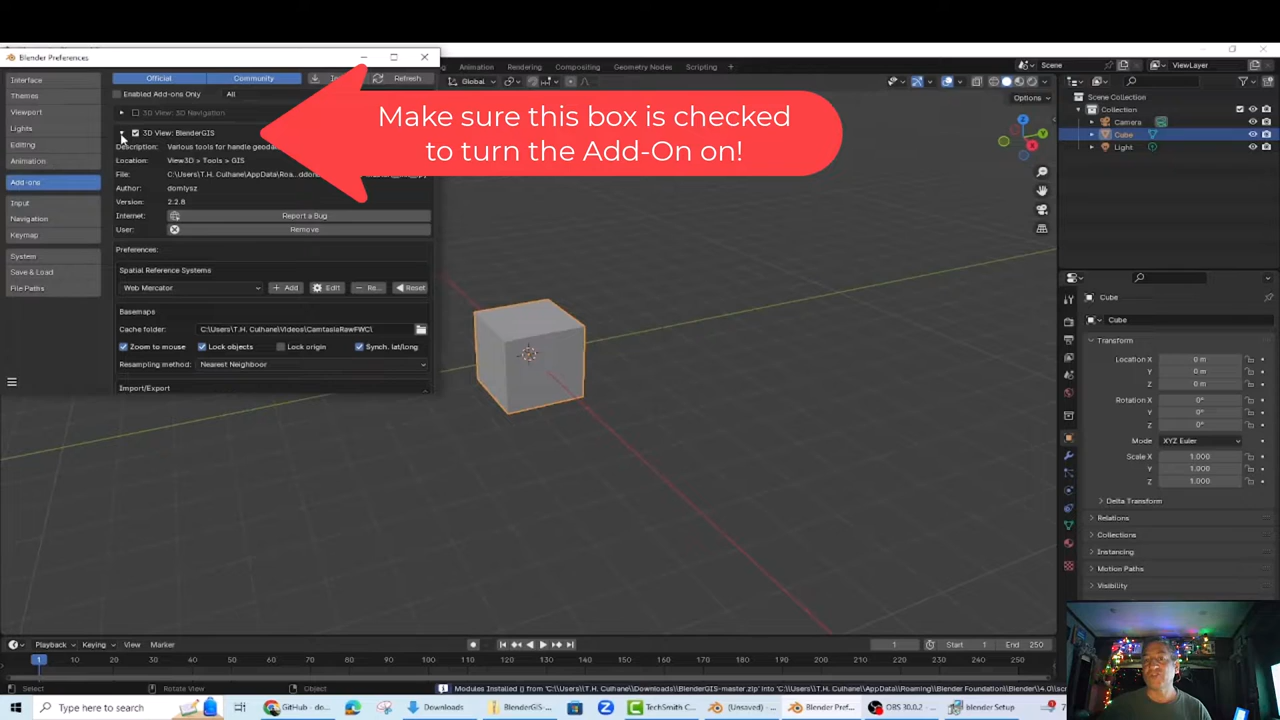 Blender Preferences
Interface
Themes
Viewport
Lights
Editing
Animation
Add-ons
Input
Navigation
Keymap
System
Save & Load
File Paths
Official
Community
Refresh
Enabled Add-ons Only
All
3D View: 3D Navigation
3D View: BlenderGIS
Description: Various tools for handle geodat
Location: View3D > Tools > GIS
File: C:\Users\T.H. Culhane\AppData\Roa...ddons
Author: domlysz
Version: 2.2.8
Internet: Report a Bug
User: Remove
Preferences:
Spatial Reference Systems
Web Mercator
Add
Edit
Re...
Reset
Basemaps
Cache folder: C:\Users\T.H. Culhane\Videos\CamtasiaRawFWC\
Zoom to mouse
Lock objects
Lock origin
Synch. lat/long
Resampling method: Nearest Neighboor
Import/Export
Make sure this box is checked
to turn the Add-On on!
Animation
Rendering
Compositing
Geometry Nodes
Scripting
Scene
ViewLayer
Global
Options
X
Y
Z
Scene Collection
Collection
Camera
Cube
Light
Cube
Cube
Transform
Location X 0 m
Y 0 m
Z 0 m
Rotation X 0°
Y 0°
Z 0°
Mode XYZ Euler
Scale X 1.000
Y 1.000
Z 1.000
Delta Transform
Relations
Collections
Instancing
Motion Paths
Visibility
Playback
Keying
View
Marker
1
Start 1
End 250
1 10 20 30 40 50 60 70 80 90 100 110 120 130 140 150 160 170 180 190 200 210 220 230 240 250
Select
Rotate View
Object
Modules Installed () from 'C:\\Users\\T.H. Culhane\\Downloads\\BlenderGIS-master.zip' into 'C:\\Users\\T.H. Culhane\\AppData\\Roaming\\Blender Foundation\\Blender\\4.0\\scr
Type here to search
GitHub - do...
Downloads
BlenderGIS-...
TechSmith C...
(Unsaved) - ...
Blender Pref...
OBS 30.0.2 - ...
blender Setup